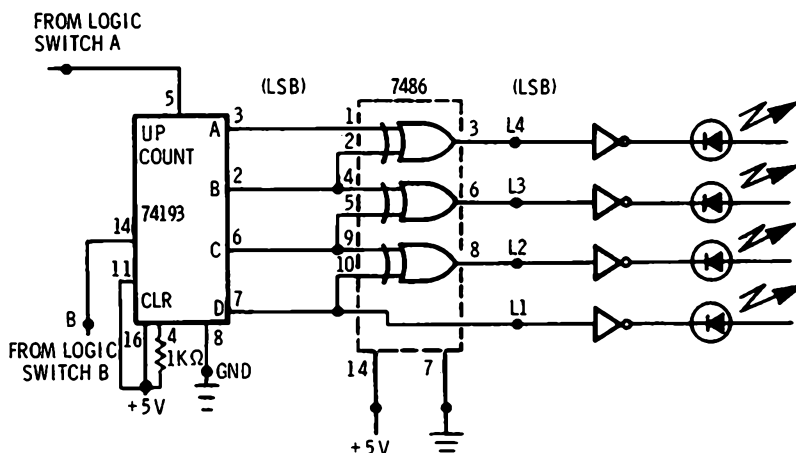 FROM LOGIC
SWITCH A
(LSB)
7486
(LSB)
5
UP
COUNT
A
3
1
2
3
L4
B
2
4
5
6
L3
74193
14
C
6
9
10
8
L2
11
CLR
D
7
L1
B
16
4
8
FROM LOGIC
SWITCH B
1KΩ
GND
+5V
14
7
+5V